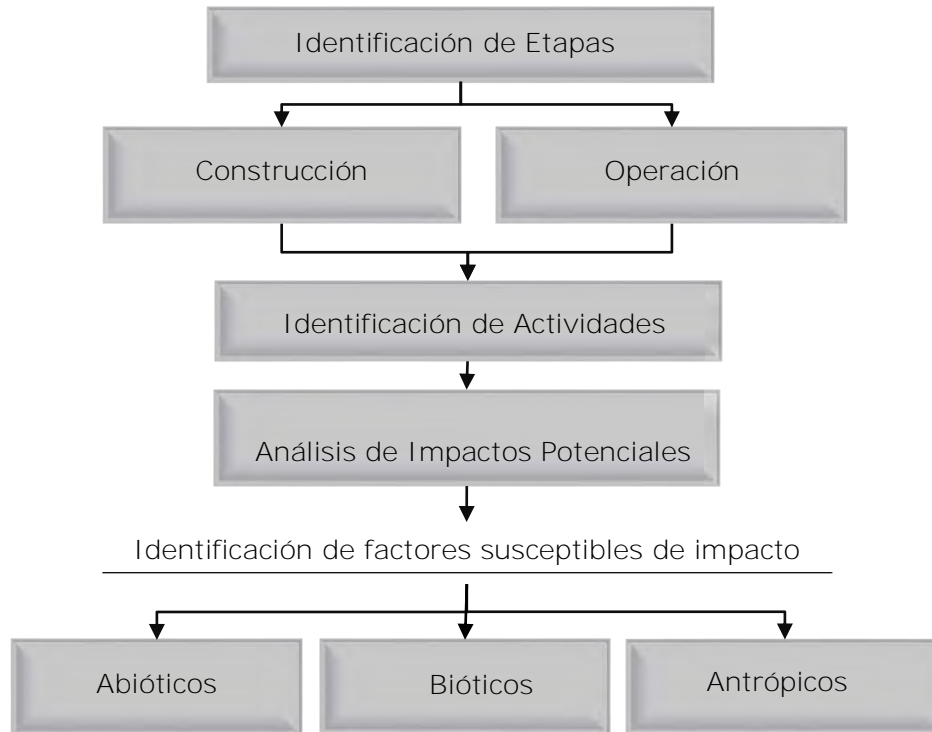 Identificación de Etapas
Construcción
Operación
Identificación de Actividades
Análisis de Impactos Potenciales
Identificación de factores susceptibles de impacto
Abióticos
Bióticos
Antrópicos